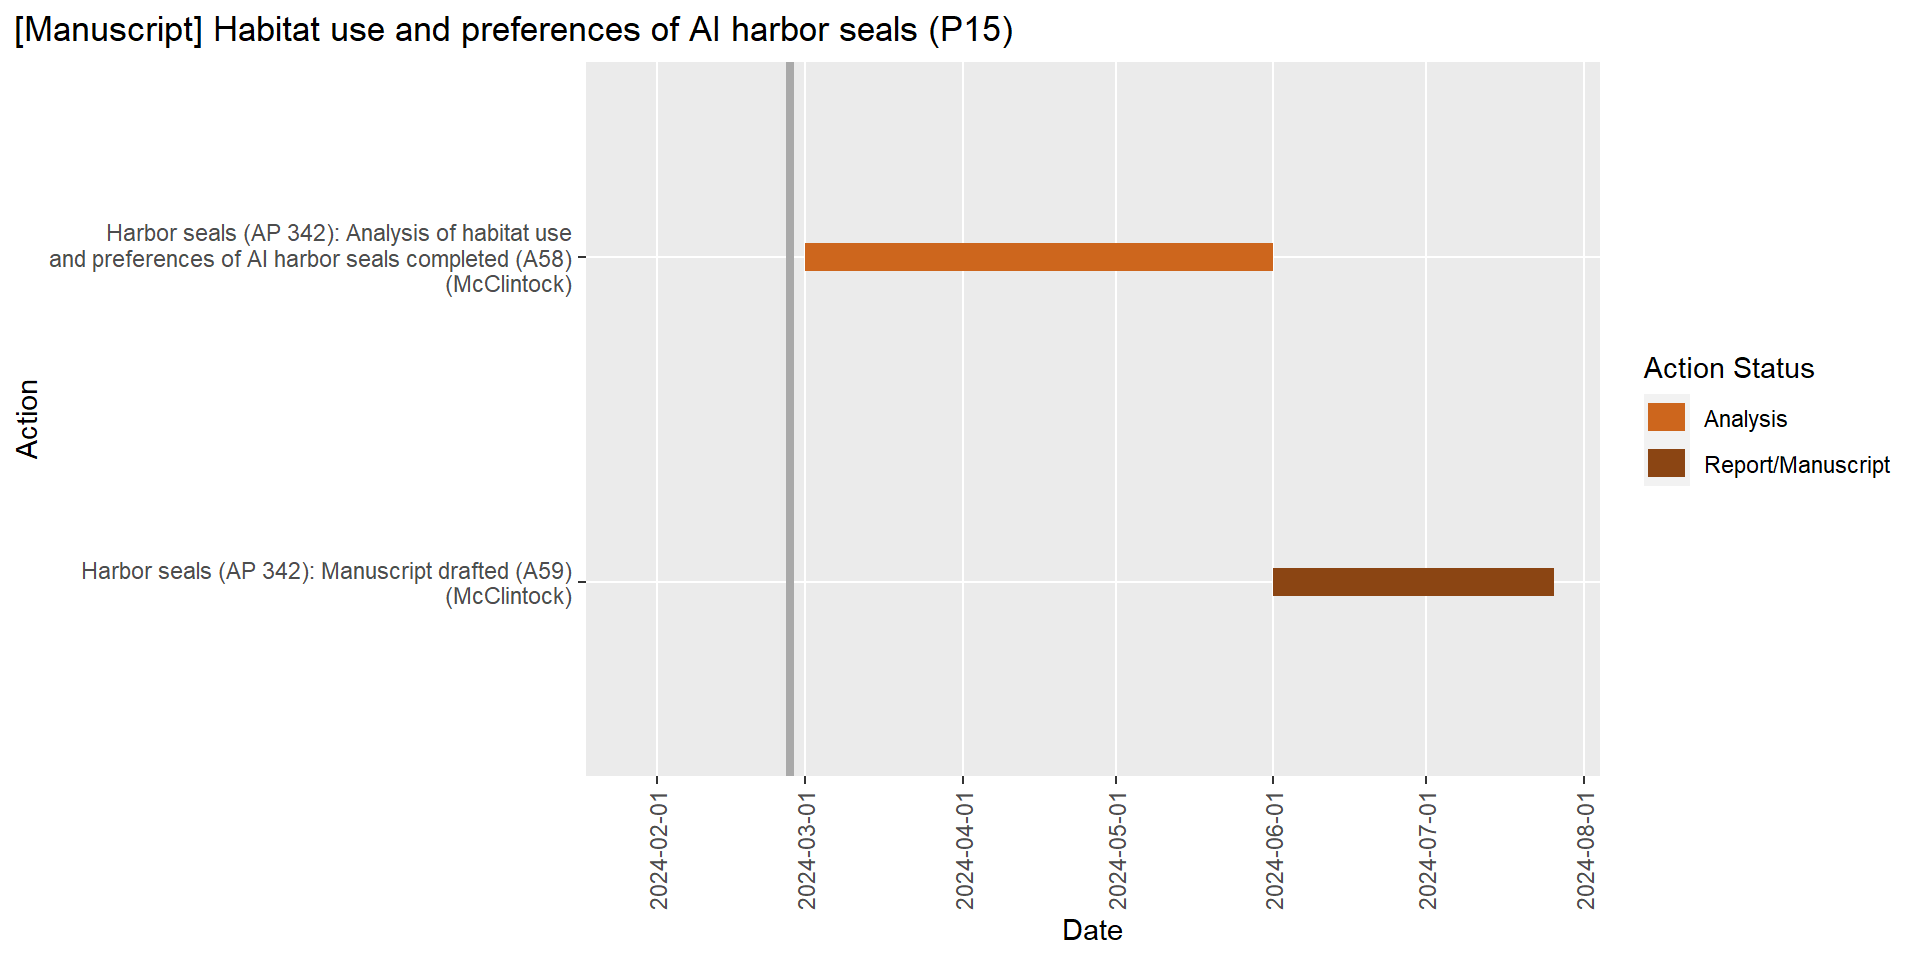 [Manuscript] Habitat use and preferences of AI harbor seals (P15)
Harbor seals (AP 342): Analysis of habitat use
and preferences of AI harbor seals completed (A58)
(McClintock)
Harbor seals (AP 342): Manuscript drafted (A59)
(McClintock)
Action
2024-02-01
2024-03-01
2024-04-01
2024-05-01
2024-06-01
2024-07-01
2024-08-01
Date
Action Status
Analysis
Report/Manuscript